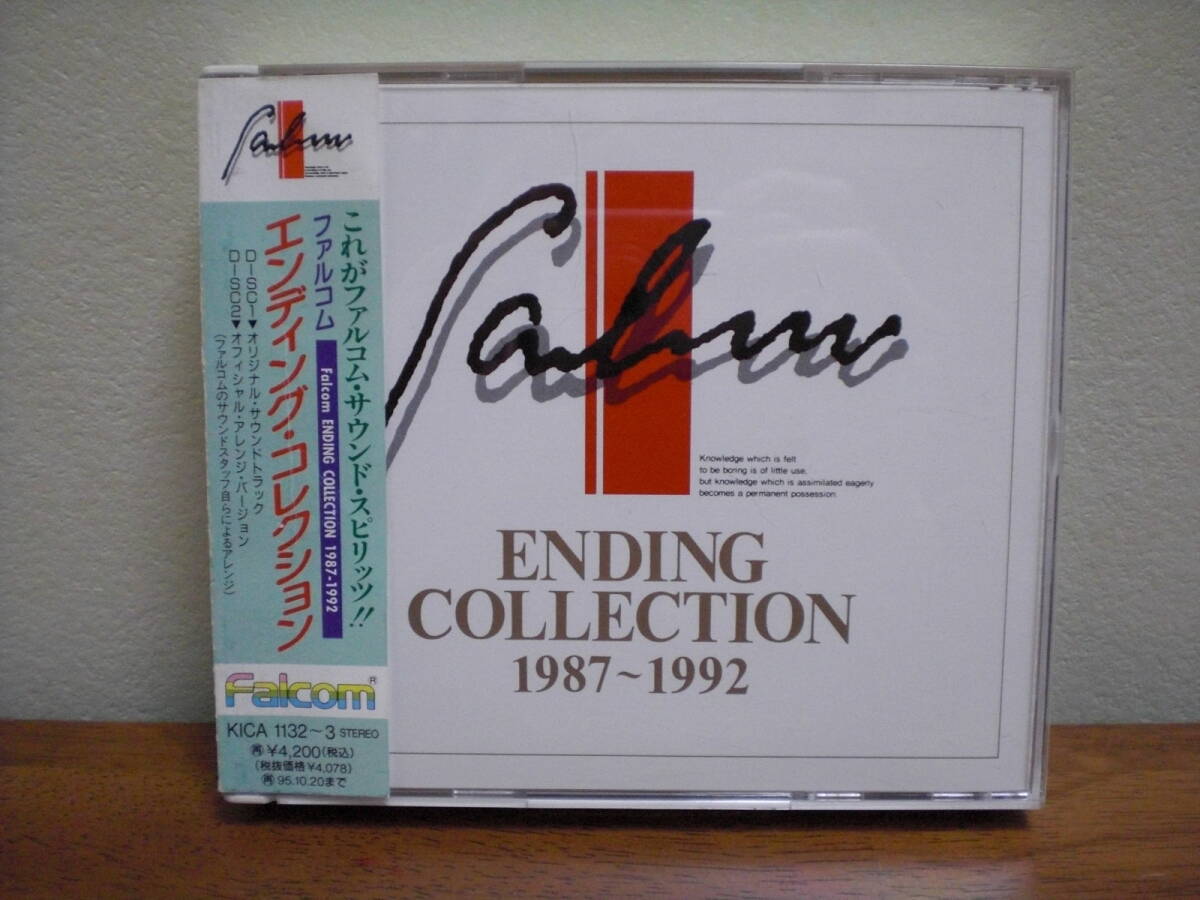 falcom
これがファルコム・サウンド・スピリッツ!!
ファルコム
Falcom ENDING COLLECTION 1987-1992
エンディング・コレクション
DISC1▼オリジナル・サウンドトラック
DISC2▼オフィシャル・アレンジ・バージョン
(ファルコムのサウンドスタッフ自らによるアレンジ)
Falcom®
KICA 1132~3 STEREO
㊞¥4,200(税込)
(税抜価格¥4,078)
95.10.20まで
falcom
Knowledge which is felt
to be boring is of little use,
but knowledge which is assimilated eagerly
becomes a permanent possession.
ENDING
COLLECTION
1987~1992